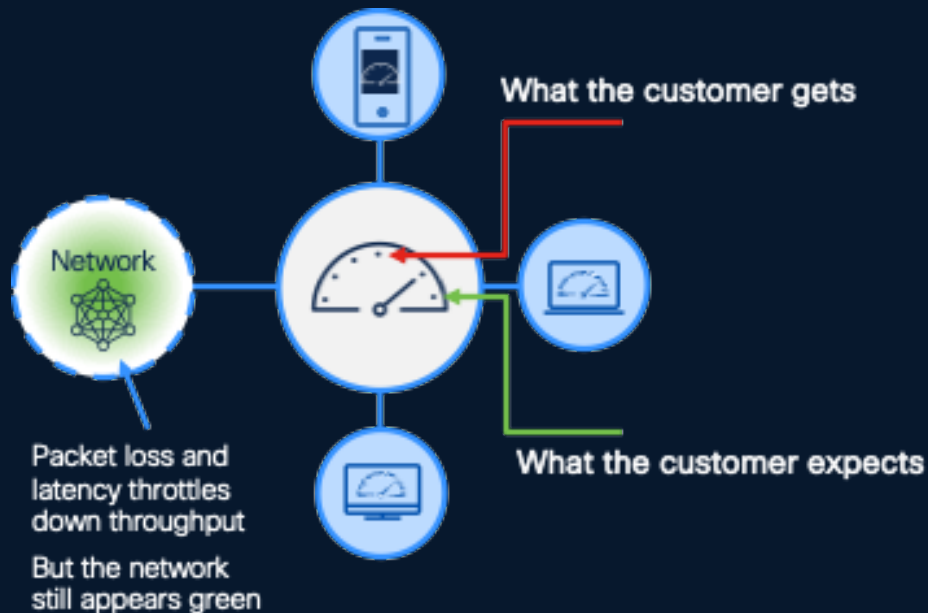 What the customer gets
Network
Packet loss and
latency throttles
down throughput
But the network
still appears green
What the customer expects